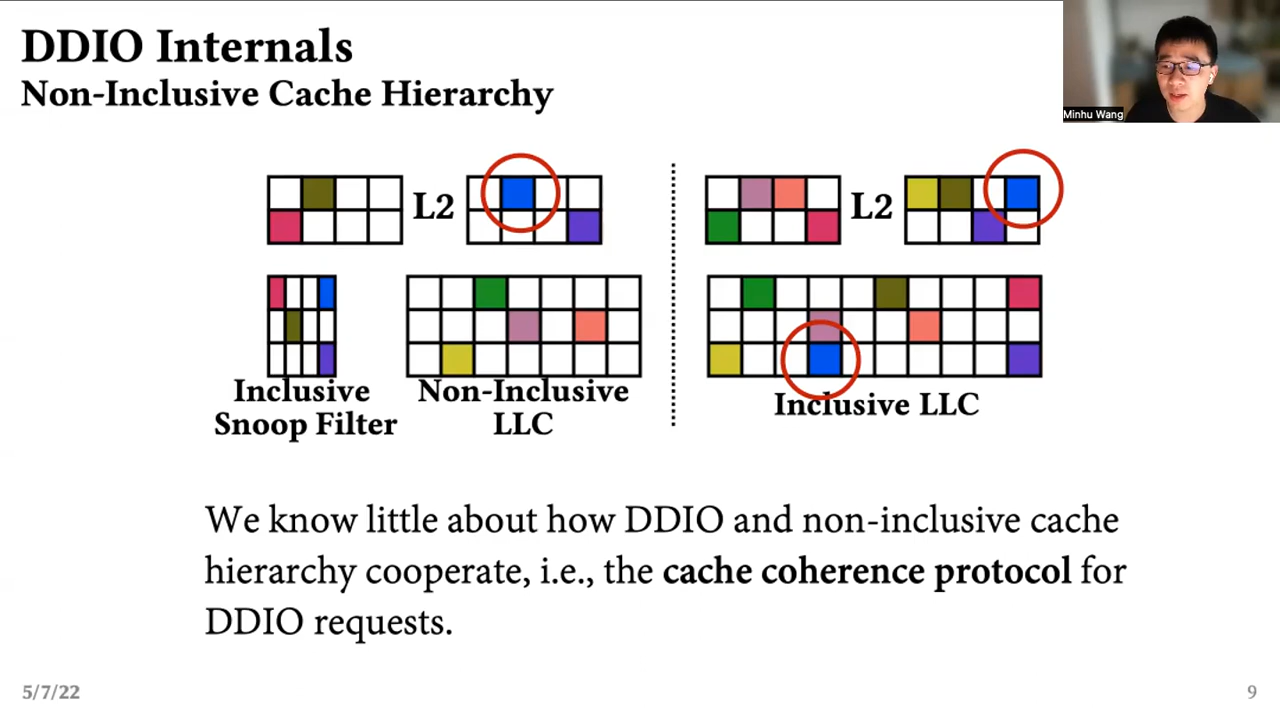 DDIO Internals
Non-Inclusive Cache Hierarchy
Minhu Wang
L2
L2
Inclusive
Snoop Filter
Non-Inclusive
LLC
Inclusive LLC
We know little about how DDIO and non-inclusive cache
hierarchy cooperate, i.e., the cache coherence protocol for
DDIO requests.
5/7/22
9